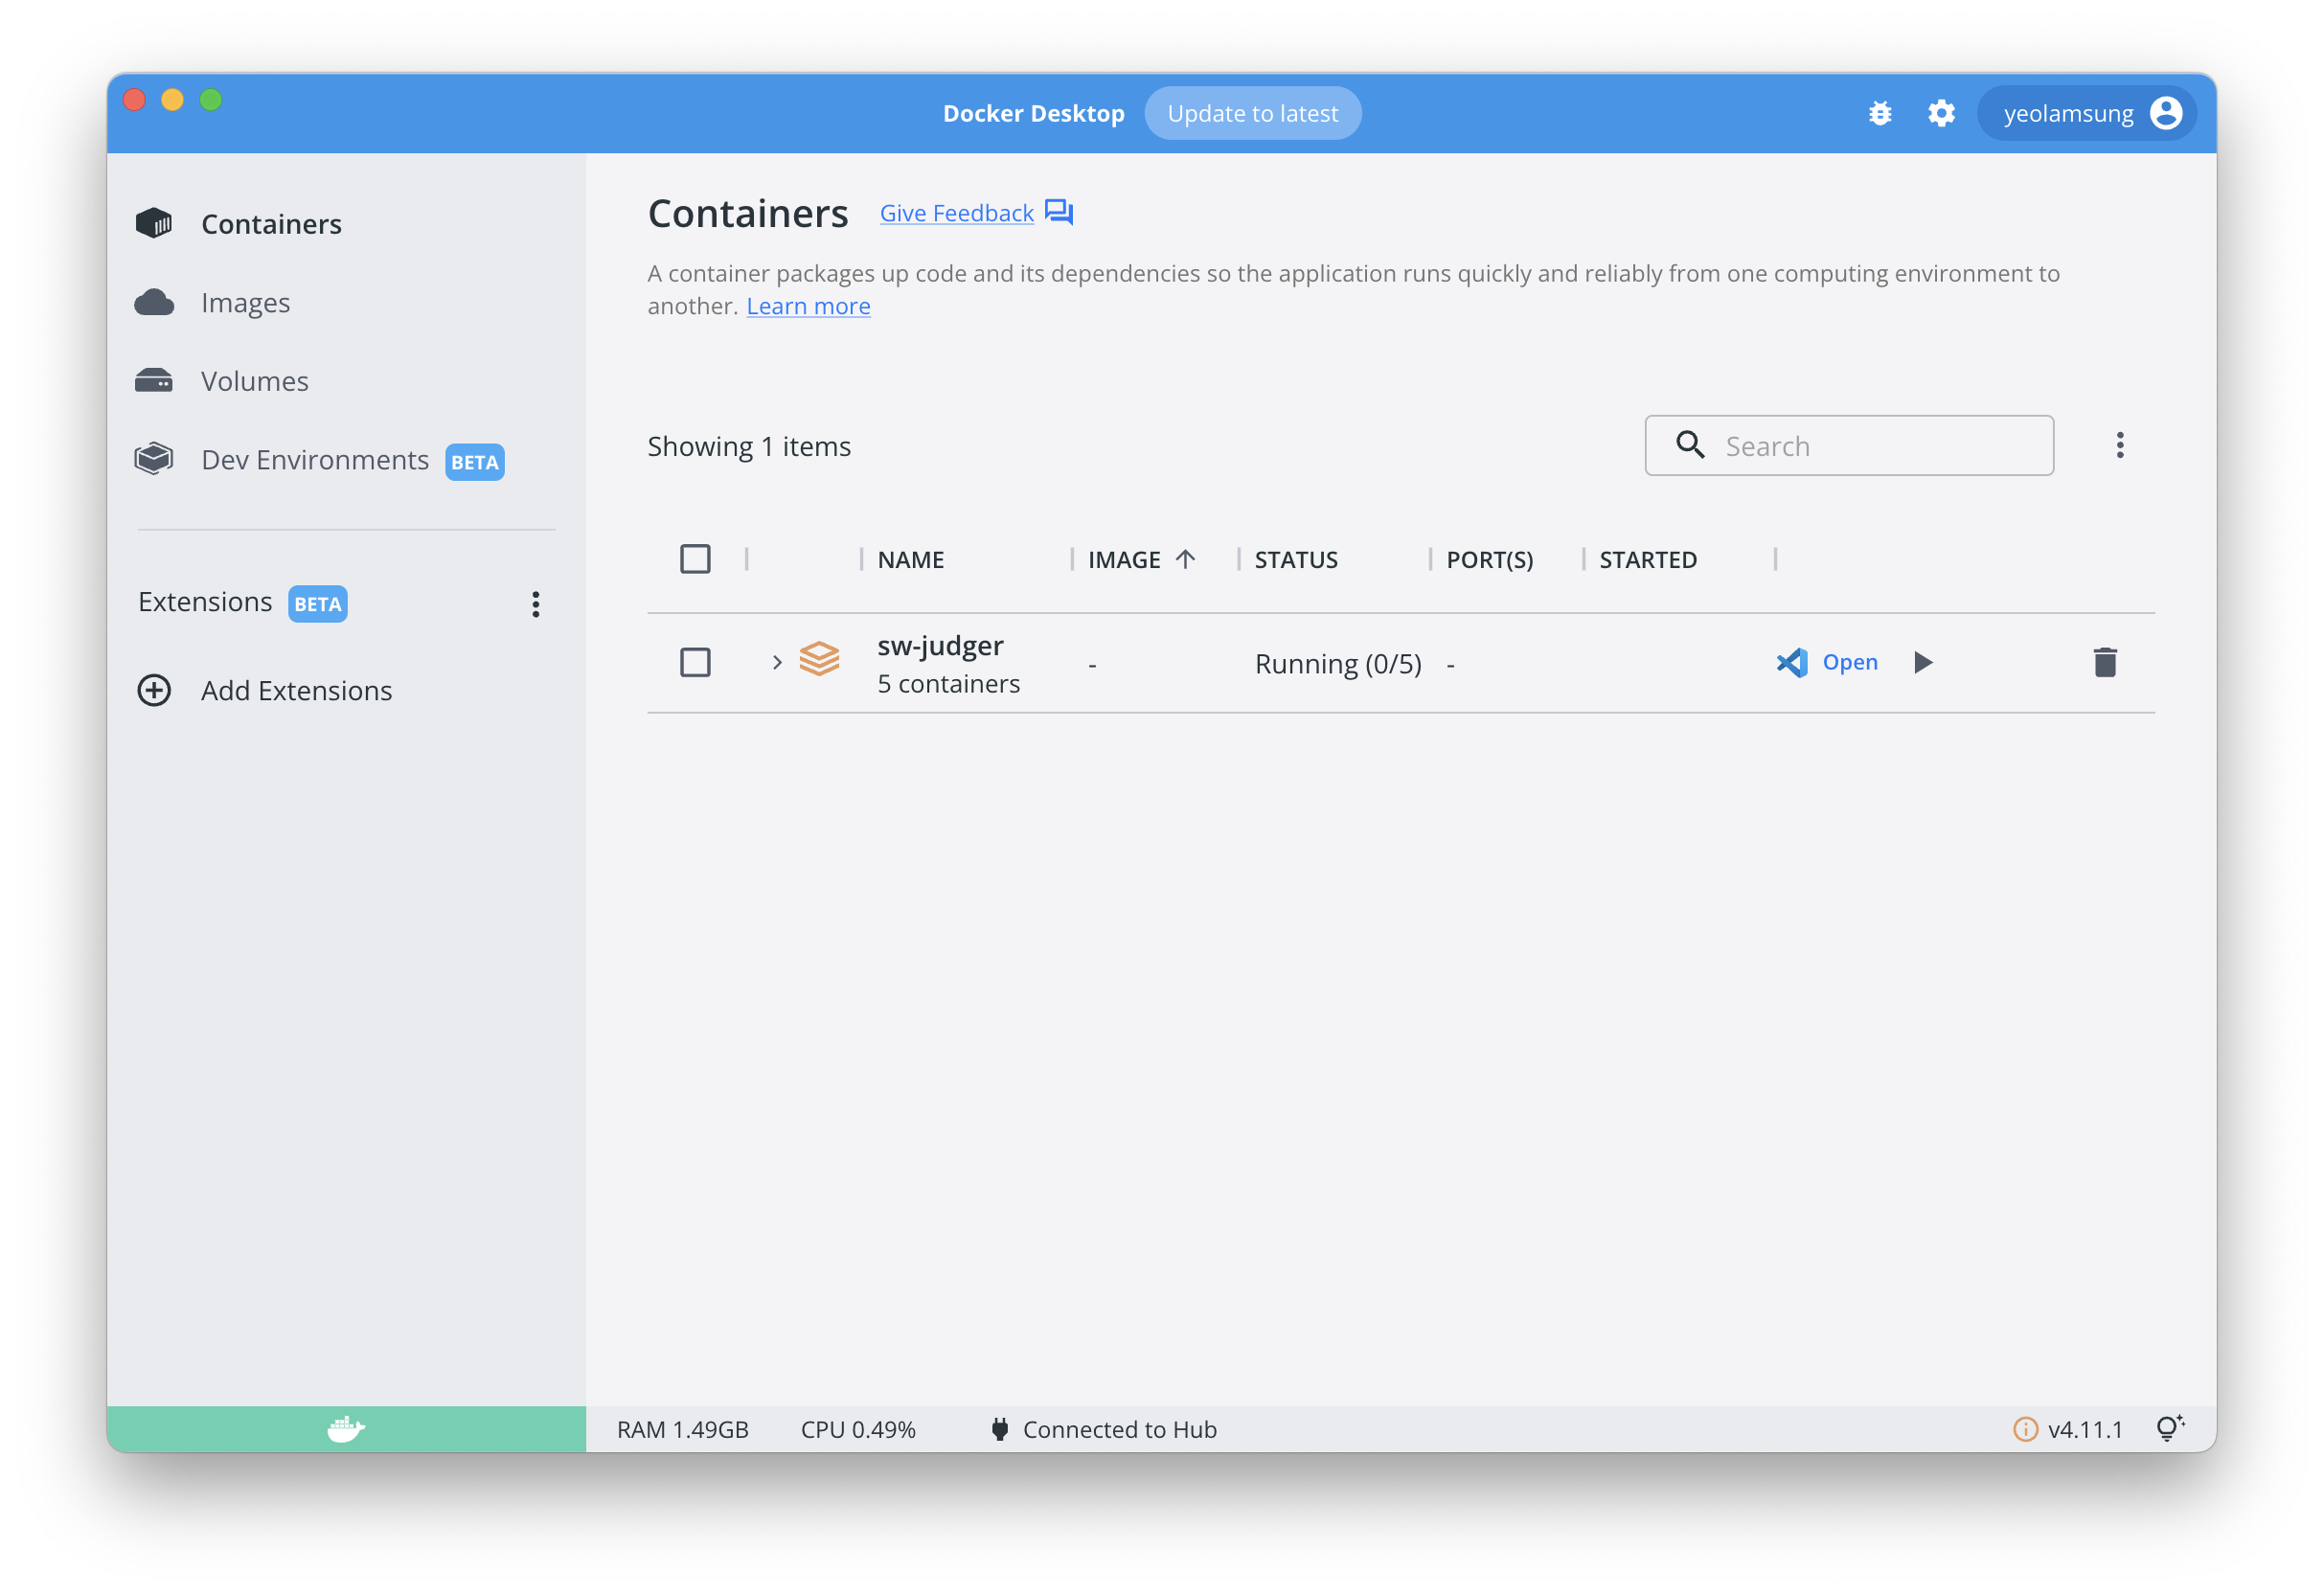 Docker Desktop Update to latest
yeolamsung
Containers
Images
Volumes
Dev Environments BETA
Extensions BETA
Add Extensions
Containers Give Feedback
A container packages up code and its dependencies so the application runs quickly and reliably from one computing environment to
another. Learn more
Showing 1 items
Search
NAME IMAGE STATUS PORT(S) STARTED
sw-judger
5 containers
- Running (0/5) - Open
RAM 1.49GB CPU 0.49% Connected to Hub v4.11.1